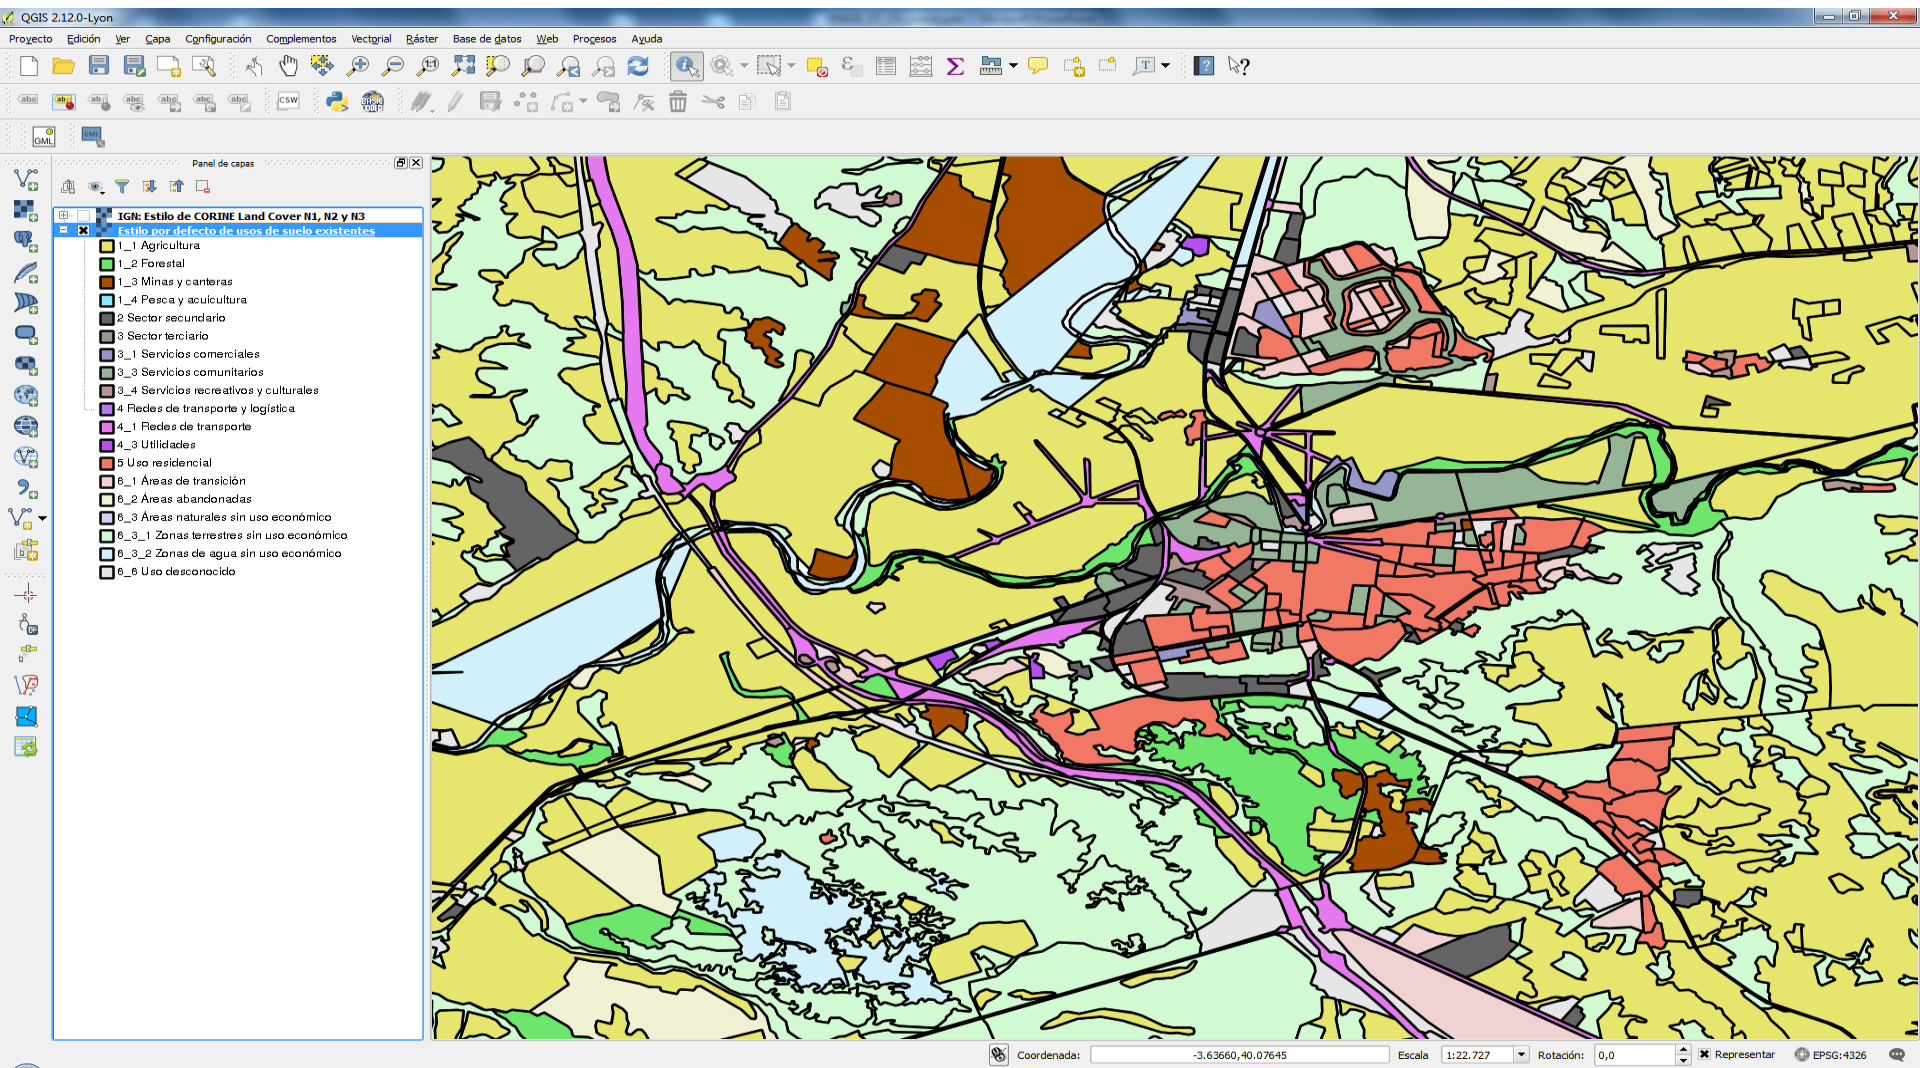 QGIS 2.12.0-Lyon
Proyecto Edición Ver Capa Configuración Complementos Vectorial Ráster Base de datos Web Procesos Ayuda
CSW
GML
GML
Panel de capas
IGN: Estilo de CORINE Land Cover N1, N2 y N3
Estilo por defecto de usos de suelo existentes
1_1 Agricultura
1_2 Forestal
1_3 Minas y canteras
1_4 Pesca y acuicultura
2 Sector secundario
3 Sector terciario
3_1 Servicios comerciales
3_3 Servicios comunitarios
3_4 Servicios recreativos y culturales
4 Redes de transporte y logística
4_1 Redes de transporte
4_3 Utilidades
5 Uso residencial
6_1 Áreas de transición
6_2 Áreas abandonadas
6_3 Áreas naturales sin uso económico
6_3_1 Zonas terrestres sin uso económico
6_3_2 Zonas de agua sin uso económico
6_6 Uso desconocido
Coordenada: -3.63660,40.07645 Escala 1:22.727 Rotación: 0,0 Representar EPSG:4326